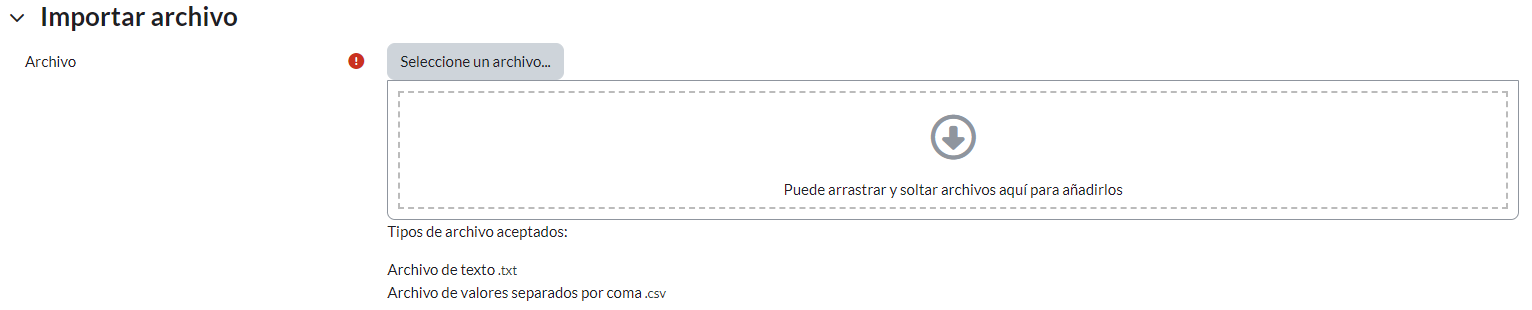 Importar archivo
Archivo
Seleccione un archivo...
Puede arrastrar y soltar archivos aquí para añadirlos
Tipos de archivo aceptados:
Archivo de texto .txt
Archivo de valores separados por coma .csv